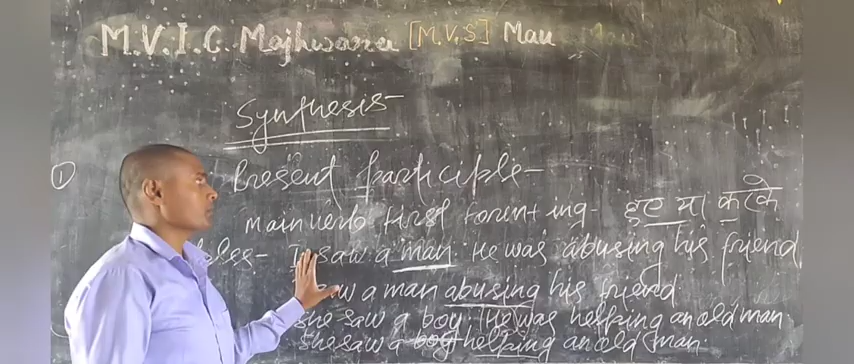 M.V.I.C. Majhwara [M.V.S] Mau
Synthesis-
① Present Participle-
main verb first form + ing- हुए या करके
ples- I saw a man. He was abusing his friend
w a man abusing his friend.
She saw a boy. He was helping an old man.
She saw a boy helping an old man.